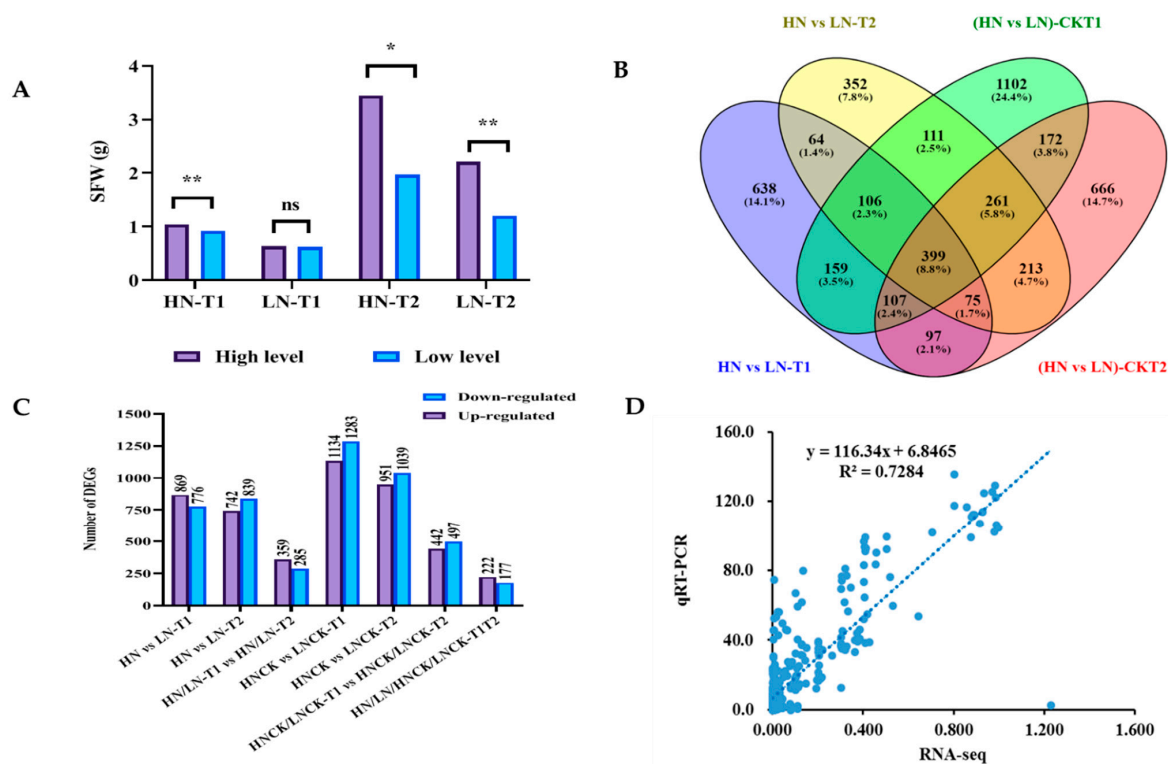 A
SFW (g)
4
3
2
1
0
**
ns
*
**
HN-T1
LN-T1
HN-T2
LN-T2
High level
Low level
B
HN vs LN-T2
(HN vs LN)-CKT1
352
(7.8%)
1102
(24.4%)
64
(1.4%)
111
(2.5%)
172
(3.8%)
638
(14.1%)
106
(2.3%)
261
(5.8%)
666
(14.7%)
399
(8.8%)
159
(3.5%)
213
(4.7%)
107
(2.4%)
75
(1.7%)
97
(2.1%)
HN vs LN-T1
(HN vs LN)-CKT2
C
Down-regulated
Up-regulated
Number of DEGs
1500
1250
1000
750
500
250
0
869
776
742
839
359
285
1134
1283
951
1039
442
497
222
177
HN vs LN-T1
HN vs LN-T2
HN/LN-T1 vs HN/LN-T2
HNCK vs LNCK-T1
HNCK vs LNCK-T2
HNCK/LNCK-T1 vs HNCK/LNCK-T2
HN/LN/HNCK/LNCK-T1T2
D
qRT-PCR
160.0
120.0
80.0
40.0
0.0
y = 116.34x + 6.8465
R² = 0.7284
0.000
0.400
0.800
1.200
1.600
RNA-seq